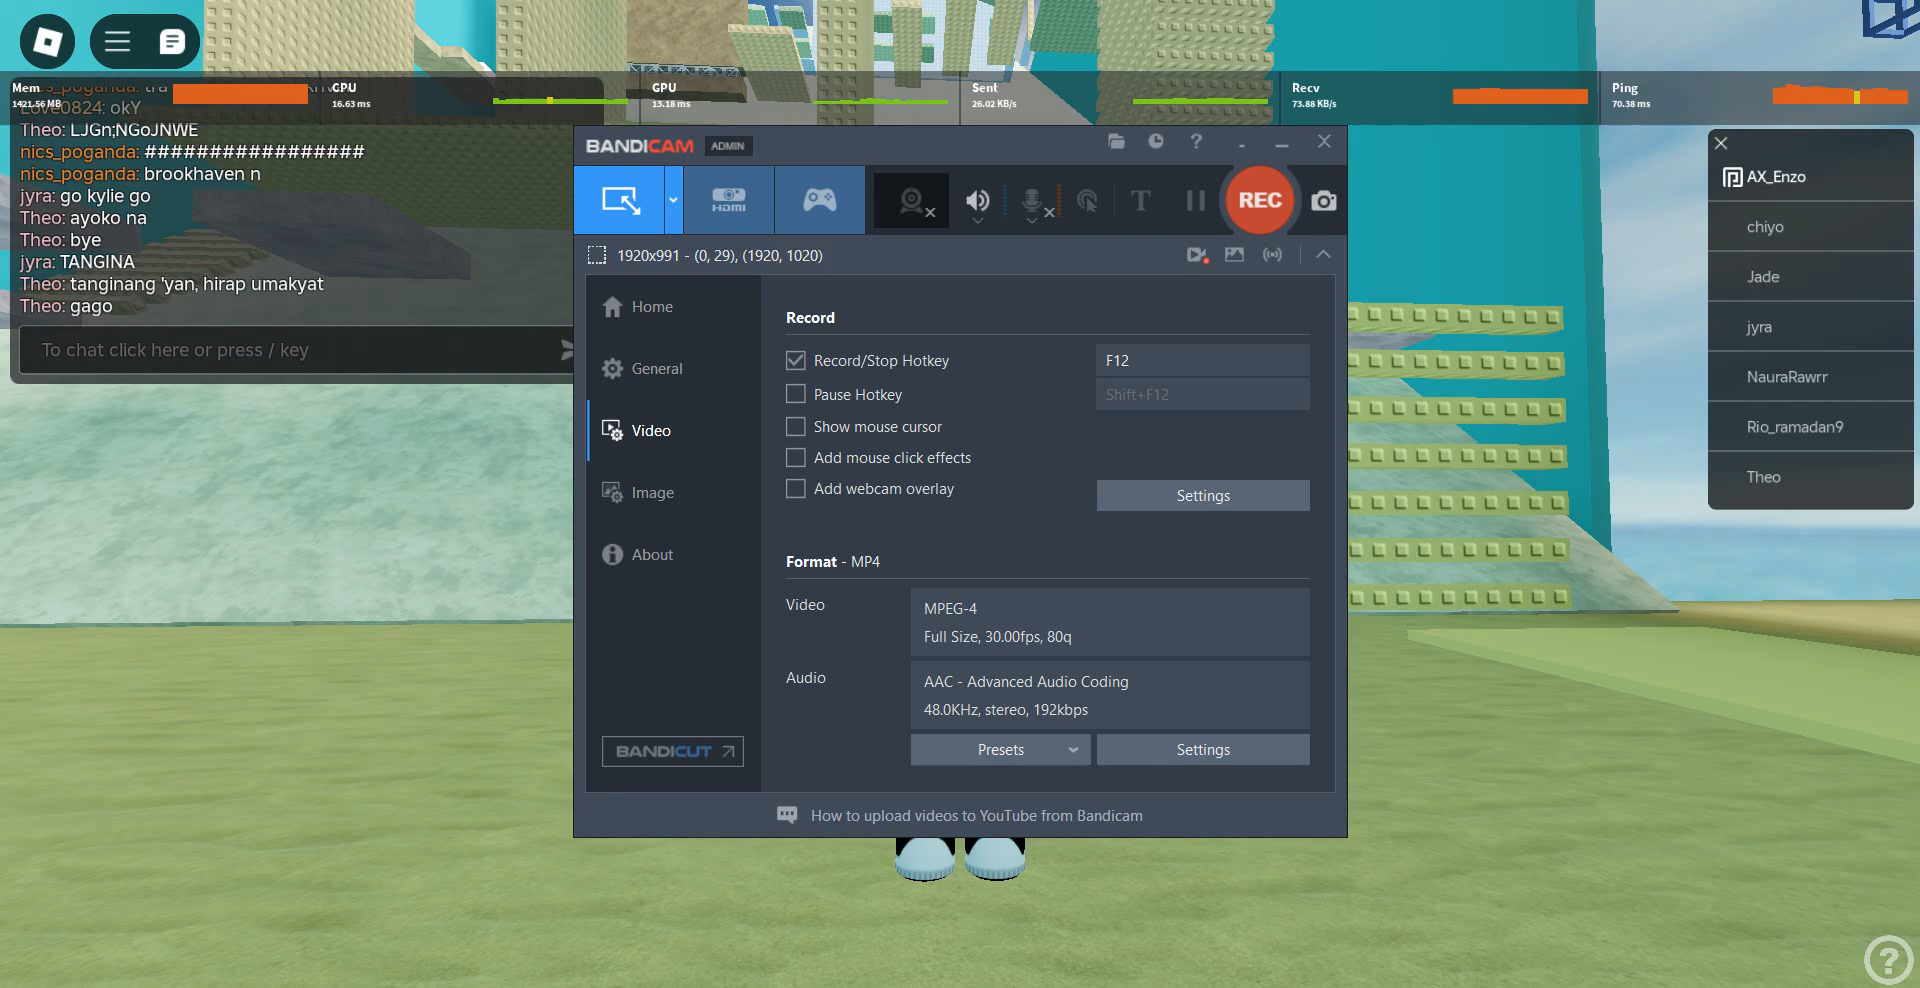 Mem
1421.56 MB
CPU
16.63 ms
GPU
13.18 ms
Sent
26.02 KB/s
Recv
73.88 KB/s
Ping
70.38 ms
Love0824: okY
Theo: LJGn;NGoJNWE
nics_poganda: #################
nics_poganda: brookhaven n
jyra: go kylie go
Theo: ayoko na
Theo: bye
jyra: TANGINA
Theo: tanginang 'yan, hirap umakyat
Theo: gago
To chat click here or press / key
BANDICAM ADMIN
HDMI
T
REC
1920x991 - (0, 29), (1920, 1020)
Home
General
Video
Image
About
BANDICUT
Record
Record/Stop Hotkey
F12
Pause Hotkey
Shift+F12
Show mouse cursor
Add mouse click effects
Add webcam overlay
Settings
Format - MP4
Video
MPEG-4
Full Size, 30.00fps, 80q
Audio
AAC - Advanced Audio Coding
48.0KHz, stereo, 192kbps
Presets
Settings
How to upload videos to YouTube from Bandicam
AX_Enzo
chiyo
Jade
jyra
NauraRawrr
Rio_ramadan9
Theo